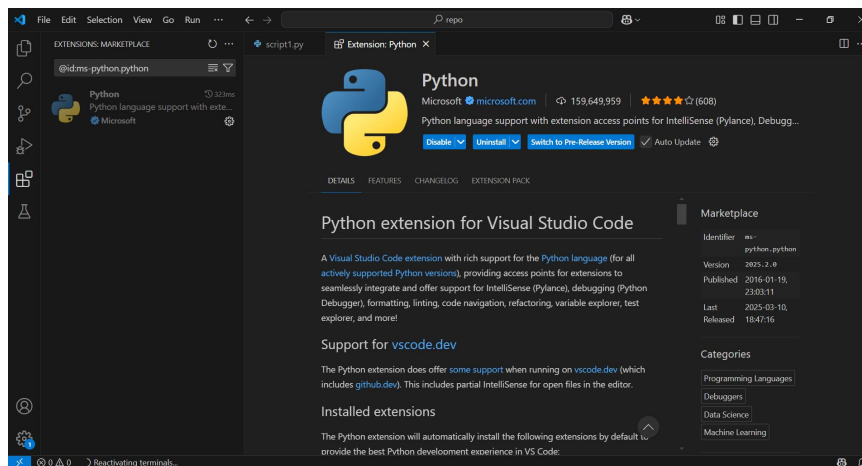 File Edit Selection View Go Run ··· repo
EXTENSIONS: MARKETPLACE
@id:ms-python.python
Python 323ms
Python language support with exte...
Microsoft
script1.py
Extension: Python
Python
Microsoft microsoft.com 159,649,959 (608)
Python language support with extension access points for IntelliSense (Pylance), Debugg...
Disable Uninstall Switch to Pre-Release Version Auto Update
DETAILS FEATURES CHANGELOG EXTENSION PACK
Python extension for Visual Studio Code
A Visual Studio Code extension with rich support for the Python language (for all
actively supported Python versions), providing access points for extensions to
seamlessly integrate and offer support for IntelliSense (Pylance), debugging (Python
Debugger), formatting, linting, code navigation, refactoring, variable explorer, test
explorer, and more!
Support for vscode.dev
The Python extension does offer some support when running on vscode.dev (which
includes github.dev). This includes partial IntelliSense for open files in the editor.
Installed extensions
The Python extension will automatically install the following extensions by default to
provide the best Python development experience in VS Code:
Marketplace
Identifier ms-
python.python
Version 2025.2.0
Published 2016-01-19,
23:03:11
Last 2025-03-10,
Released 18:47:16
Categories
Programming Languages
Debuggers
Data Science
Machine Learning
1
0 0 Reactivating terminals...